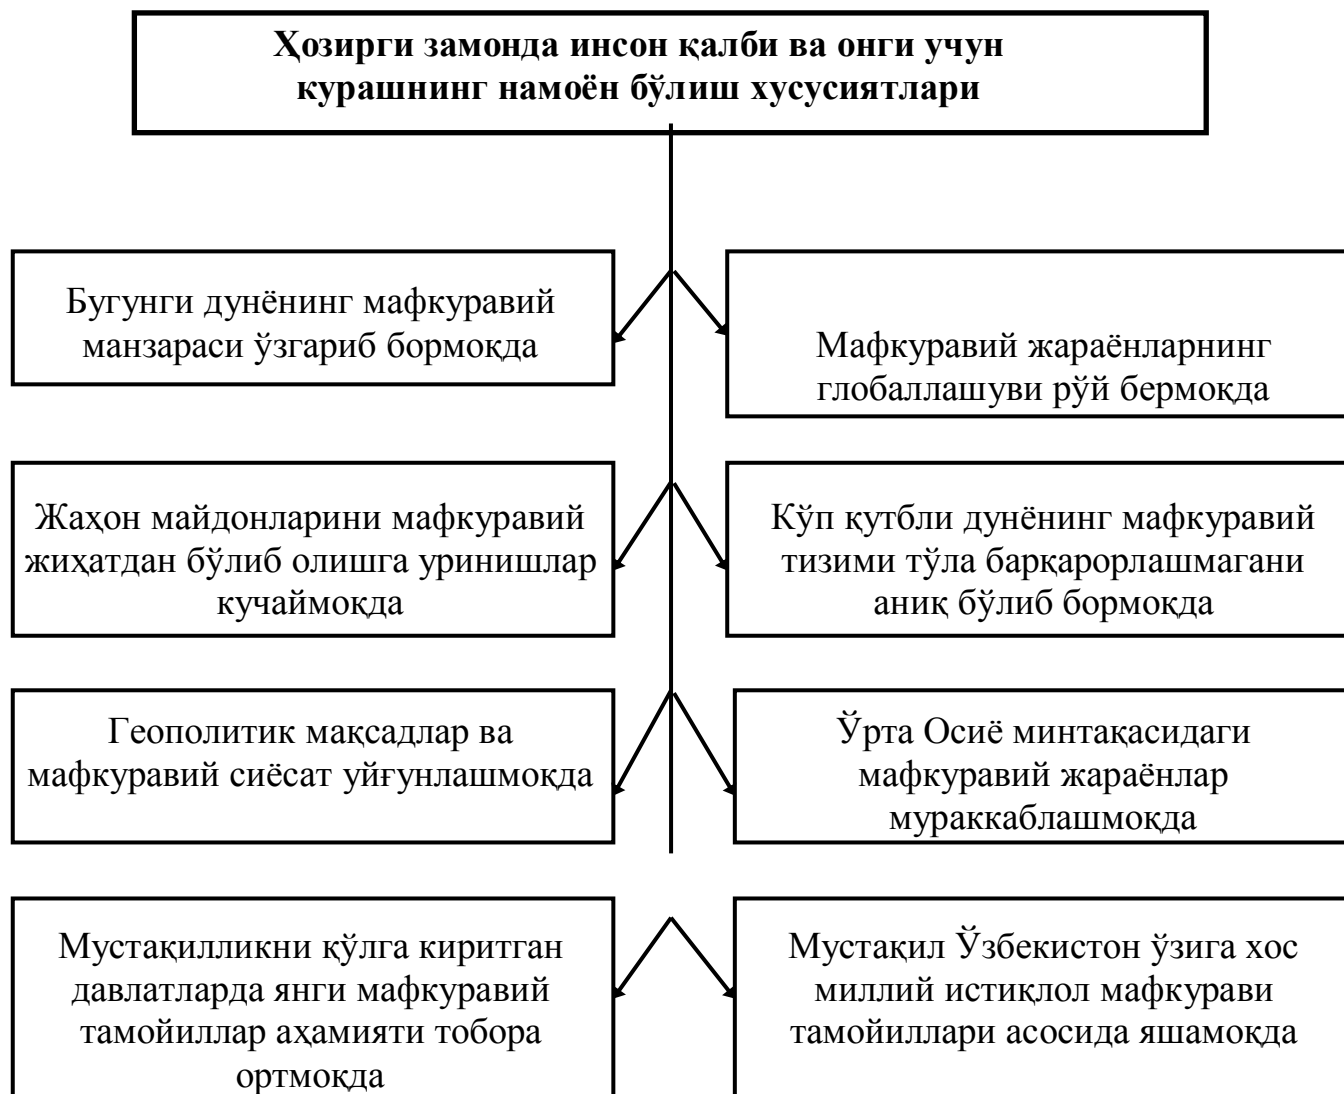 Ҳозирги замонда инсон қалби ва онги учун
курашнинг намоён бўлиш хусусиятлари
Бугунги дунёнинг мафкуравий
манзараси ўзгариб бормоқда
Мафкуравий жараёнларнинг
глобаллашуви рўй бермоқда
Жаҳон майдонларини мафкуравий
жиҳатдан бўлиб олишга уринишлар
кучаймоқда
Кўп қутбли дунёнинг мафкуравий
тизими тўла барқарорлашмагани
аниқ бўлиб бормоқда
Геополитик мақсадлар ва
мафкуравий сиёсат уйғунлашмоқда
Ўрта Осиё минтақасидаги
мафкуравий жараёнлар
мураккаблашмоқда
Мустақилликни қўлга киритган
давлатларда янги мафкуравий
тамойиллар аҳамияти тобора
ортмоқда
Мустақил Ўзбекистон ўзига хос
миллий истиқлол мафкурави
тамойиллари асосида яшамоқда